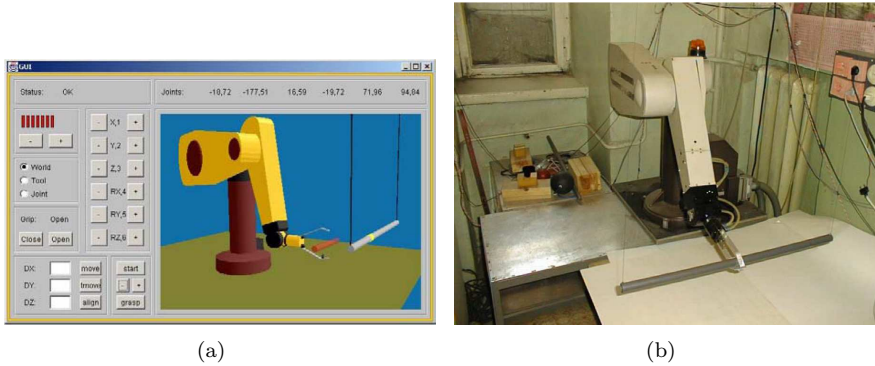 GUI
Status: OK
Joints: -18,72 -177,51 16,59 -19,72 71,96 94,04
- +
- X,1 +
- Y,2 +
- Z,3 +
- RX,4 +
- RY,5 +
- RZ,6 +
World
Tool
Joint
Grip: Open
Close Open
DX: move
DY: tmove
DZ: align
start
- +
grasp
(a)
(b)